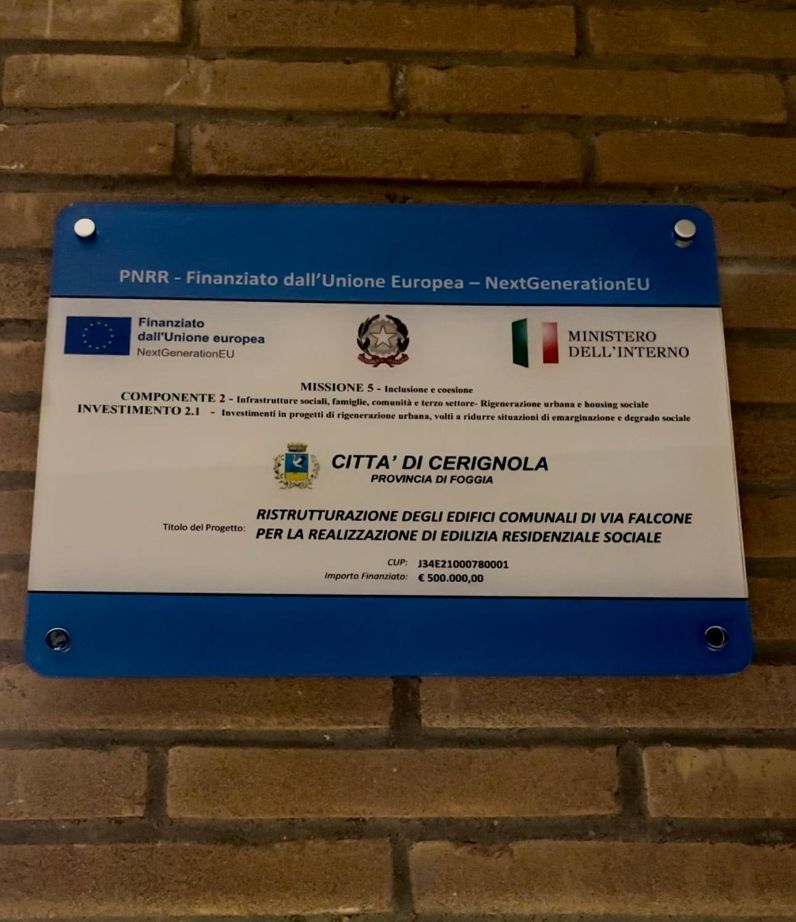 PNRR - Finanziato dall'Unione Europea – NextGenerationEU
Finanziato
dall'Unione europea
NextGenerationEU
MINISTERO
DELL'INTERNO
MISSIONE 5 - Inclusione e coesione
COMPONENTE 2 - Infrastrutture sociali, famiglie, comunità e terzo settore- Rigenerazione urbana e housing sociale
INVESTIMENTO 2.1 - Investimenti in progetti di rigenerazione urbana, volti a ridurre situazioni di emarginazione e degrado sociale
CITTA' DI CERIGNOLA
PROVINCIA DI FOGGIA
Titolo del Progetto:
RISTRUTTURAZIONE DEGLI EDIFICI COMUNALI DI VIA FALCONE
PER LA REALIZZAZIONE DI EDILIZIA RESIDENZIALE SOCIALE
CUP: J34E21000780001
Importo Finanziato: € 500.000,00